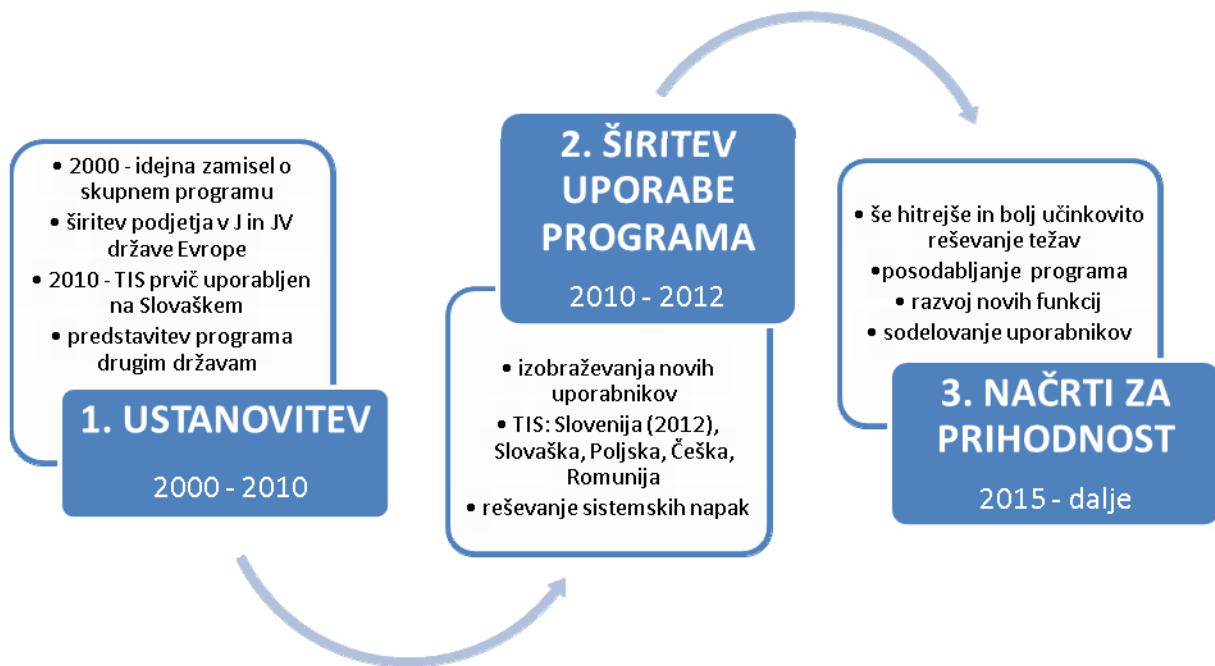 • 2000 - idejna zamisel o
skupnem programu
• širitev podjetja v J in JV
države Evrope
• 2010 - TIS prvič uporabljen
na Slovaškem
• predstavitev programa
drugim državam
1. USTANOVITEV
2000 - 2010
2. ŠIRITEV
UPORABE
PROGRAMA
2010 - 2012
• izobraževanja novih
uporabnikov
• TIS: Slovenija (2012),
Slovaška, Poljska, Češka,
Romunija
• reševanje sistemskih napak
• še hitrejše in bolj učinkovito
reševanje težav
•posodabljanje programa
• razvoj novih funkcij
• sodelovanje uporabnikov
3. NAČRTI ZA
PRIHODNOST
2015 - dalje